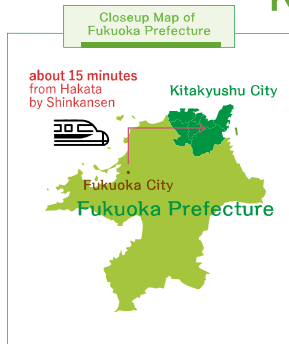 Closeup Map of
Fukuoka Prefecture
about 15 minutes
from Hakata
by Shinkansen
Kitakyushu City
Fukuoka City
Fukuoka Prefecture